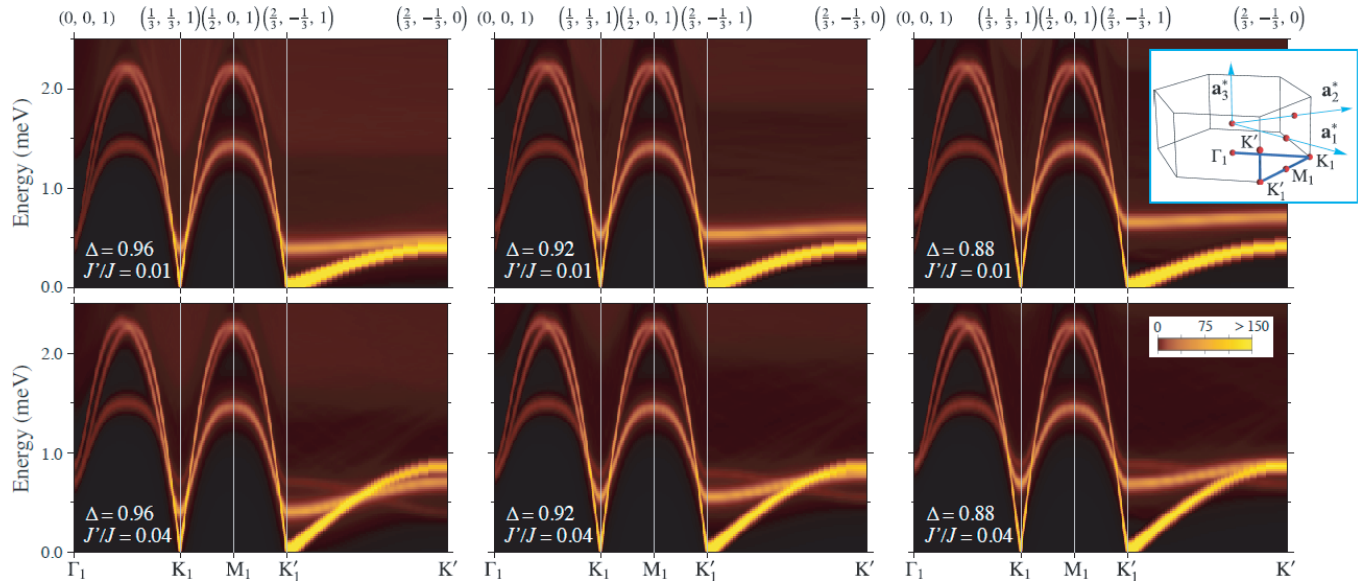 (0, 0, 1) (1/3, 1/3, 1) (1/2, 0, 1) (2/3, -1/3, 1) (2/3, -1/3, 0)
(0, 0, 1) (1/3, 1/3, 1) (1/2, 0, 1) (2/3, -1/3, 1) (2/3, -1/3, 0)
(0, 0, 1) (1/3, 1/3, 1) (1/2, 0, 1) (2/3, -1/3, 1) (2/3, -1/3, 0)
Energy (meV)
2.0
1.0
0.0
Δ = 0.96
J'/J = 0.01
Δ = 0.92
J'/J = 0.01
Δ = 0.88
J'/J = 0.01
a₃*
a₂*
a₁*
K'
Γ₁
K₁
M₁
K₁'
Energy (meV)
2.0
1.0
0.0
Δ = 0.96
J'/J = 0.04
Δ = 0.92
J'/J = 0.04
Δ = 0.88
J'/J = 0.04
0 75 > 150
Γ₁ K₁ M₁ K₁' K'
Γ₁ K₁ M₁ K₁' K'
Γ₁ K₁ M₁ K₁' K'